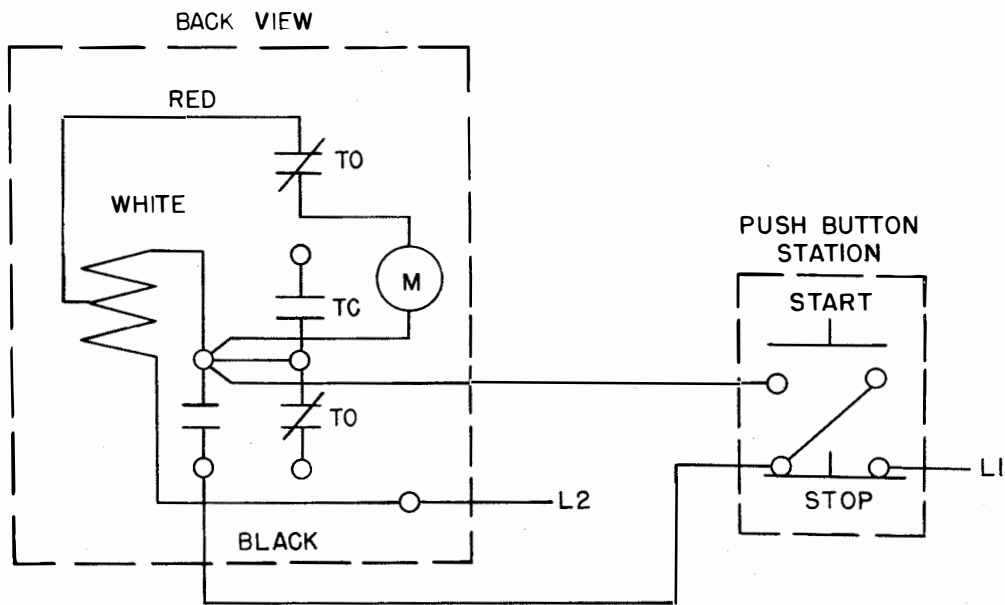 BACK VIEW
RED
TO
WHITE
M
TC
TO
L2
BLACK
PUSH BUTTON
STATION
START
STOP
L1